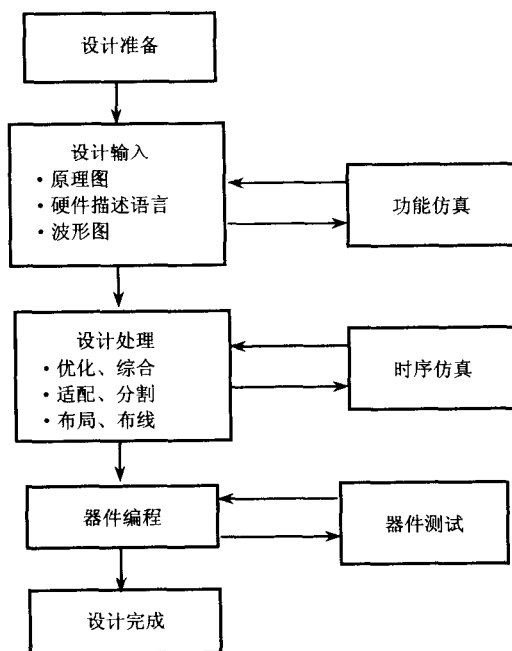 设计准备
设计输入
·原理图
·硬件描述语言
·波形图
功能仿真
设计处理
·优化、综合
·适配、分割
·布局、布线
时序仿真
器件编程
器件测试
设计完成